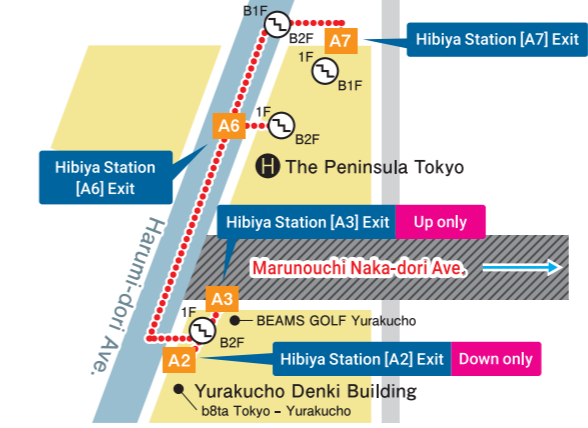 B1F
B2F
A7
Hibiya Station [A7] Exit
1F
B1F
1F
A6
B2F
Hibiya Station
[A6] Exit
H The Peninsula Tokyo
Harumi-dori Ave.
Hibiya Station [A3] Exit Up only
Marunouchi Naka-dori Ave.
A3
1F
BEAMS GOLF Yurakucho
B2F
A2
Hibiya Station [A2] Exit Down only
Yurakucho Denki Building
b8ta Tokyo – Yurakucho